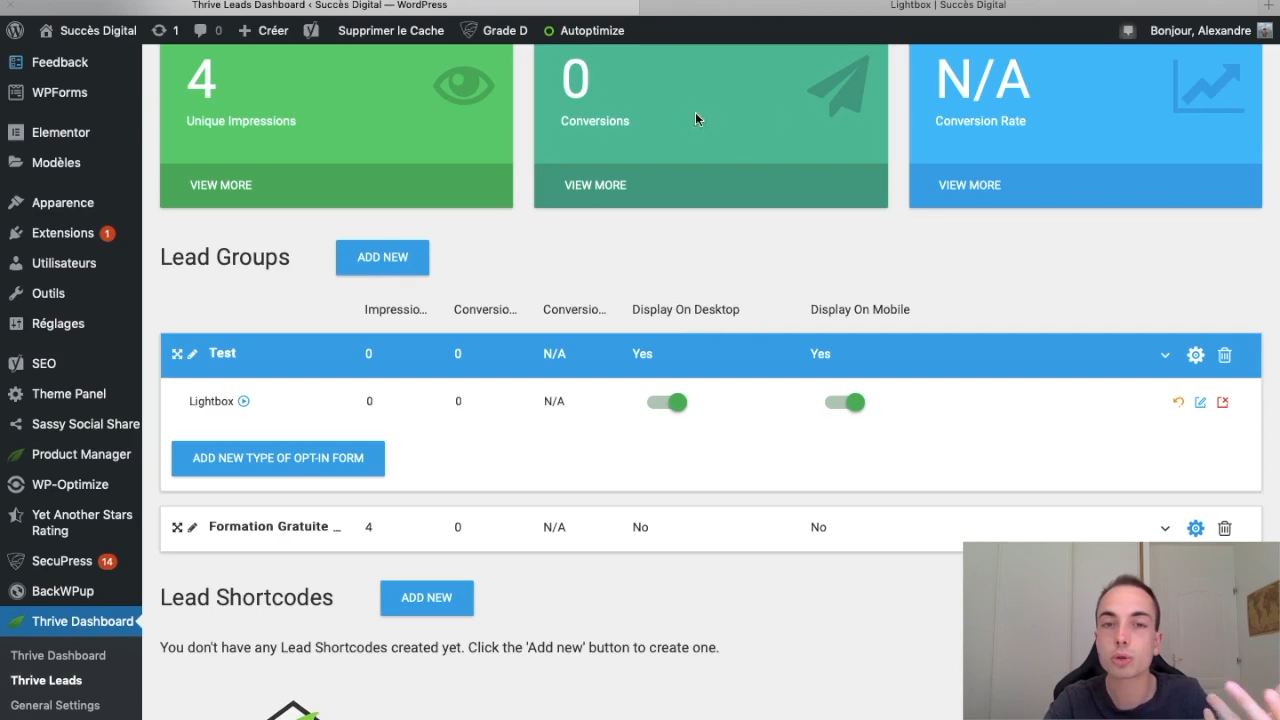 Thrive Leads Dashboard ‹ Succès Digital — WordPress
Lightbox | Succès Digital
Succès Digital
1
0
Créer
Supprimer le Cache
Grade D
Autoptimize
Bonjour, Alexandre
Feedback
WPForms
Elementor
Modèles
Apparence
Extensions 1
Utilisateurs
Outils
Réglages
SEO
Theme Panel
Sassy Social Share
Product Manager
WP-Optimize
Yet Another Stars
Rating
SecuPress 14
BackWPup
Thrive Dashboard
Thrive Dashboard
Thrive Leads
General Settings
4
Unique Impressions
VIEW MORE
0
Conversions
VIEW MORE
N/A
Conversion Rate
VIEW MORE
Lead Groups
ADD NEW
Impressio... Conversio... Conversio... Display On Desktop Display On Mobile
Test 0 0 N/A Yes Yes
Lightbox 0 0 N/A
ADD NEW TYPE OF OPT-IN FORM
Formation Gratuite ... 4 0 N/A No No
Lead Shortcodes
ADD NEW
You don't have any Lead Shortcodes created yet. Click the 'Add new' button to create one.